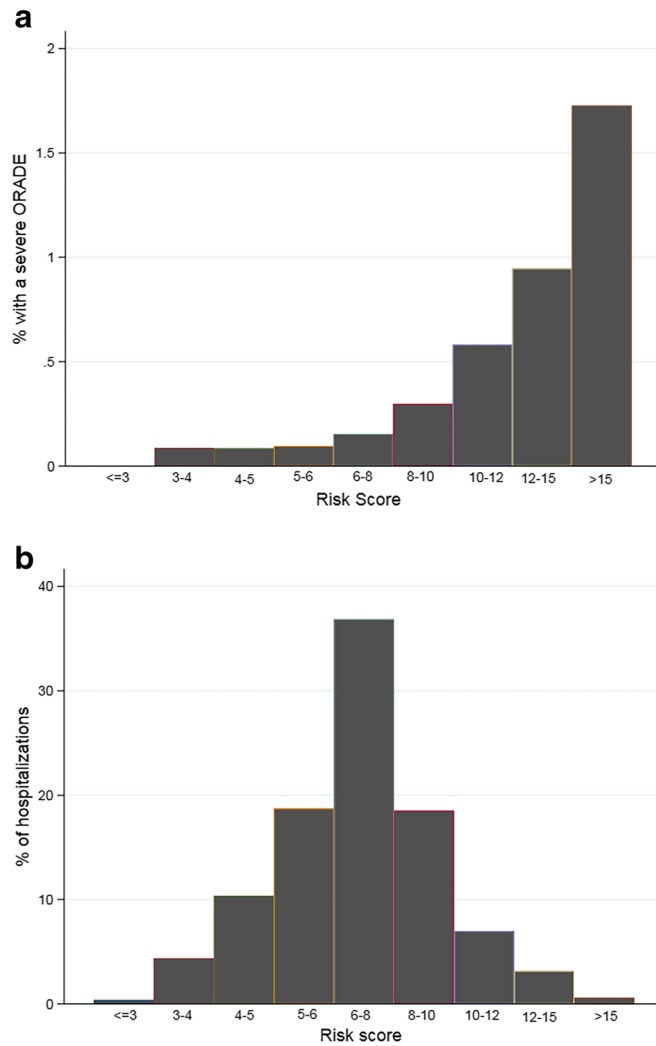 a
% with a severe ORADE
2
1.5
1
.5
0
<=3 3-4 4-5 5-6 6-8 8-10 10-12 12-15 >15
Risk Score
b
% of hospitalizations
40
30
20
10
0
<=3 3-4 4-5 5-6 6-8 8-10 10-12 12-15 >15
Risk score